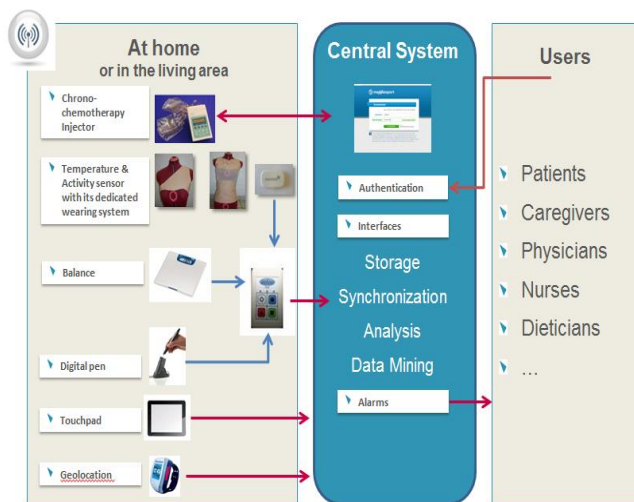 At home
or in the living area
Chrono-
chemotherapy
Injector
Temperature &
Activity sensor
with its dedicated
wearing system
Balance
Digital pen
Touchpad
Geolocation
Central System
Authentication
Interfaces
Storage
Synchronization
Analysis
Data Mining
Alarms
Users
Patients
Caregivers
Physicians
Nurses
Dieticians
...